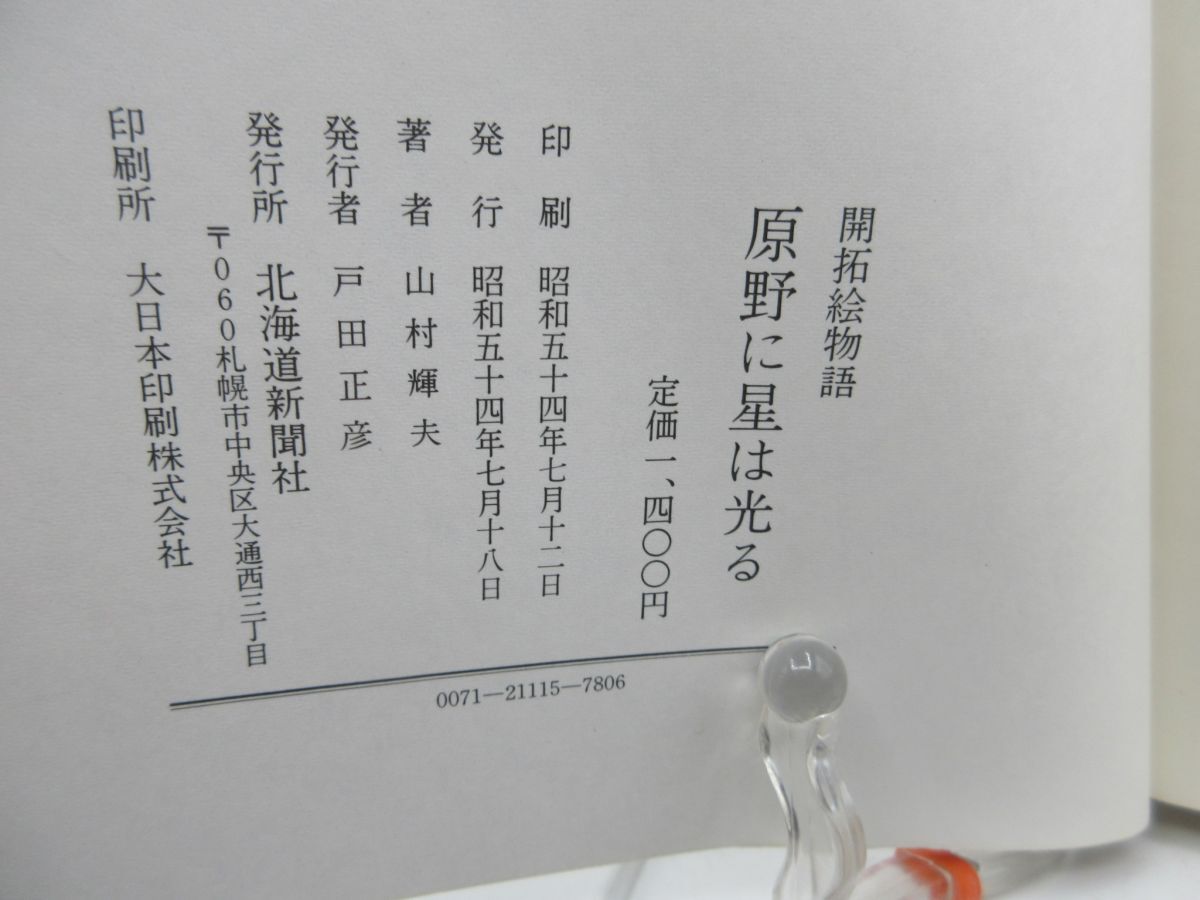 開拓絵物語
原野に星は光る
定価一、四〇〇円
印刷 昭和五十四年七月十二日
発行 昭和五十四年七月十八日
著者 山村輝夫
発行者 戸田正彦
発行所 北海道新聞社
〒060札幌市中央区大通西三丁目
印刷所 大日本印刷株式会社
0071—21115—7806